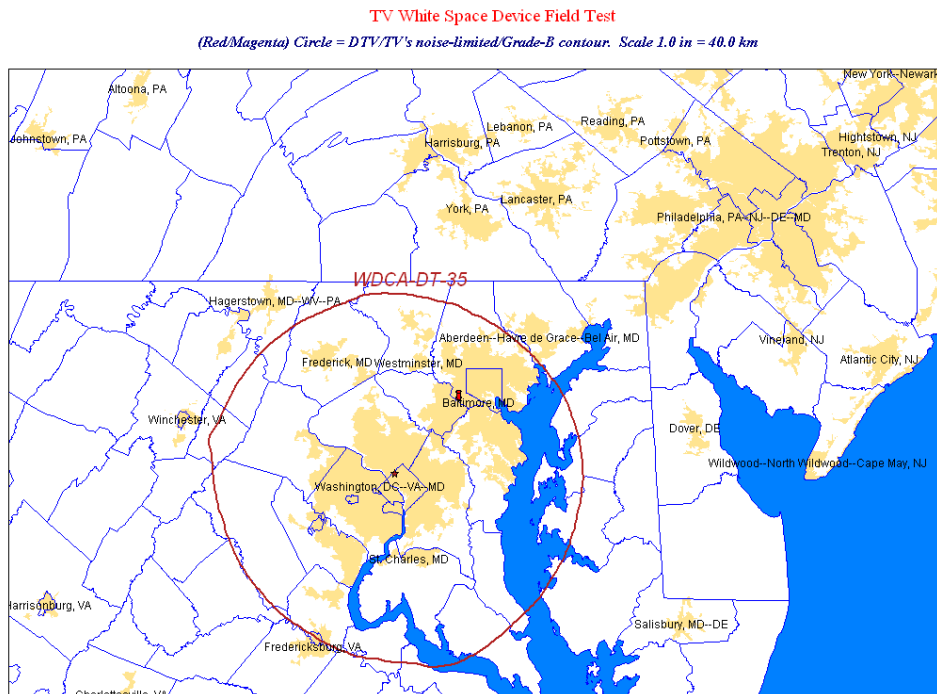 TV White Space Device Field Test
(Red/Magenta) Circle = DTV/TV's noise-limited/Grade-B contour. Scale 1.0 in = 40.0 km
New York--Newark
Altoona, PA
Johnstown, PA
Lebanon, PA
Reading, PA
Harrisburg, PA
Pottstown, PA
Hightstown, NJ
Trenton, NJ
Lancaster, PA
York, PA
Philadelphia, PA--NJ--DE--MD
WDCA-DT-35
Hagerstown, MD--WV--PA
Aberdeen--Havre de Grace--Bel Air, MD
Vineland, NJ
Frederick, MD
Westminster, MD
Atlantic City, NJ
Baltimore, MD
Winchester, VA
Dover, DE
Wildwood--North Wildwood--Cape May, NJ
Washington, DC--VA--MD
St. Charles, MD
Harrisonburg, VA
Salisbury, MD--DE
Fredericksburg, VA
Charlottesville, VA